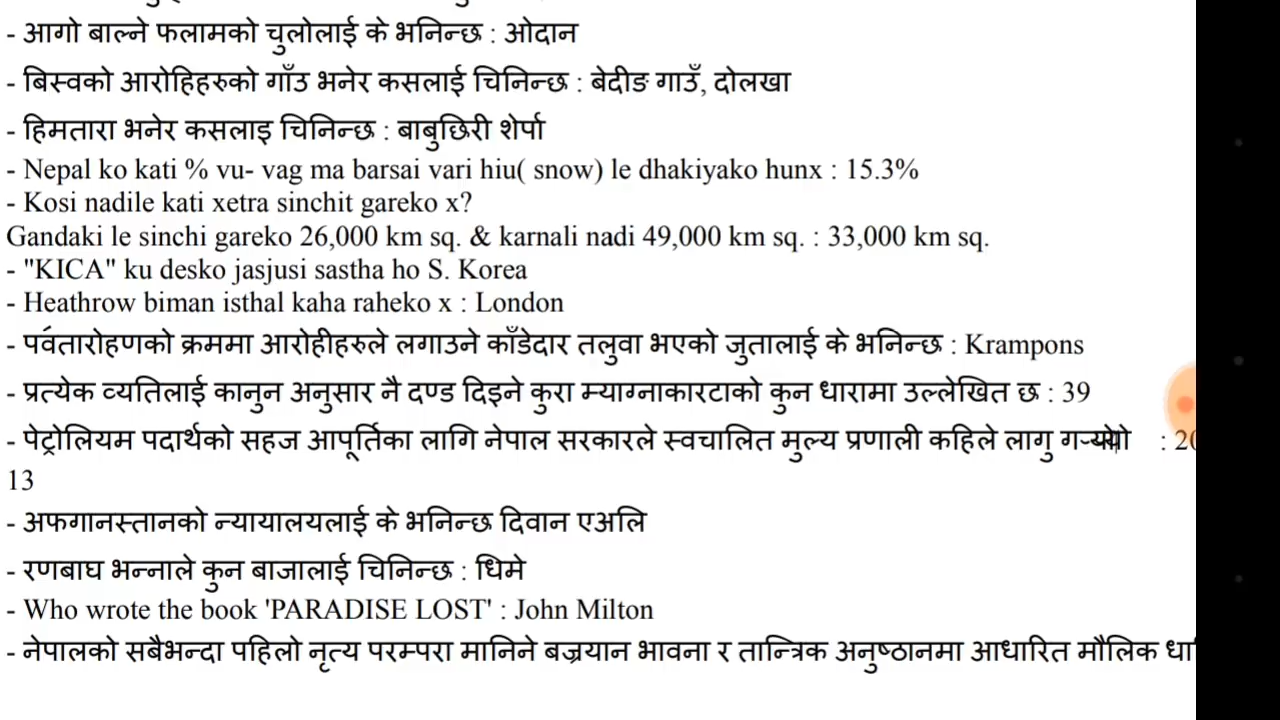 - आगो बाल्ने फलामको चुलोलाई के भनिन्छ : ओदान
- बिस्वको आरोहिहरुको गाँउ भनेर कसलाई चिनिन्छ : बेदीङ गाउँ, दोलखा
- हिमतारा भनेर कसलाइ चिनिन्छ : बाबुछिरी शेर्पा
- Nepal ko kati % vu- vag ma barsai vari hiu( snow) le dhakiyako hunx : 15.3%
- Kosi nadile kati xetra sinchit gareko x?
Gandaki le sinchi gareko 26,000 km sq. & karnali nadi 49,000 km sq. : 33,000 km sq.
- "KICA" ku desko jasjusi sastha ho S. Korea
- Heathrow biman isthal kaha raheko x : London
- पर्वतारोहणको क्रममा आरोहीहरुले लगाउने काँडेदार तलुवा भएको जुतालाई के भनिन्छ : Krampons
- प्रत्येक व्यतिलाई कानुन अनुसार नै दण्ड दिइने कुरा म्याग्नाकारटाको कुन धारामा उल्लेखित छ : 39
- पेट्रोलियम पदार्थको सहज आपूर्तिका लागि नेपाल सरकारले स्वचालित मुल्य प्रणाली कहिले लागु : 20
13
- अफगानस्तानको न्यायालयलाई के भनिन्छ दिवान एअलि
- रणबाघ भन्नाले कुन बाजालाई चिनिन्छ : धिमे
- Who wrote the book 'PARADISE LOST' : John Milton
- नेपालको सबैभन्दा पहिलो नृत्य परम्परा मानिने बज्रयान भावना र तान्त्रिक अनुष्ठानमा आधारित मौलिक धा